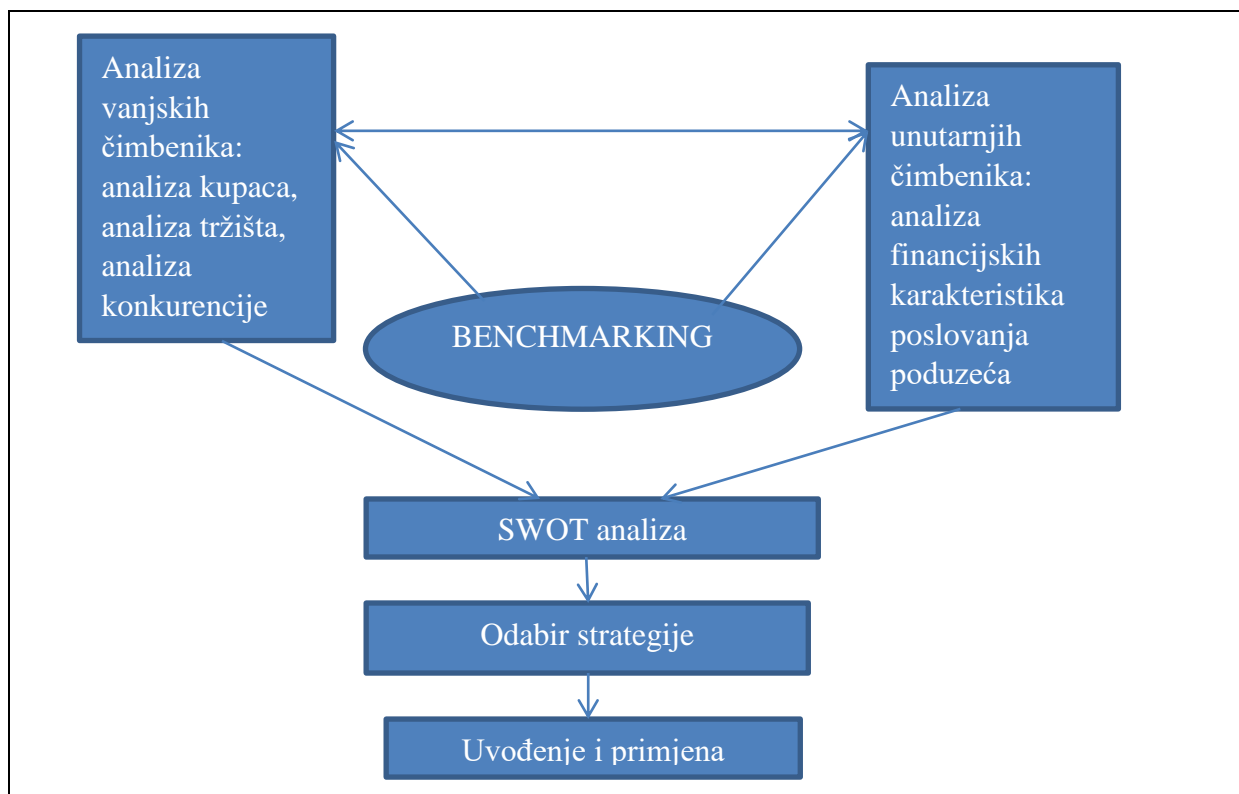 Analiza
vanjskih
čimbenika:
analiza kupaca,
analiza tržišta,
analiza
konkurencije
Analiza
unutarnjih
čimbenika:
analiza
financijskih
karakteristika
poslovanja
poduzeća
BENCHMARKING
SWOT analiza
Odabir strategije
Uvođenje i primjena